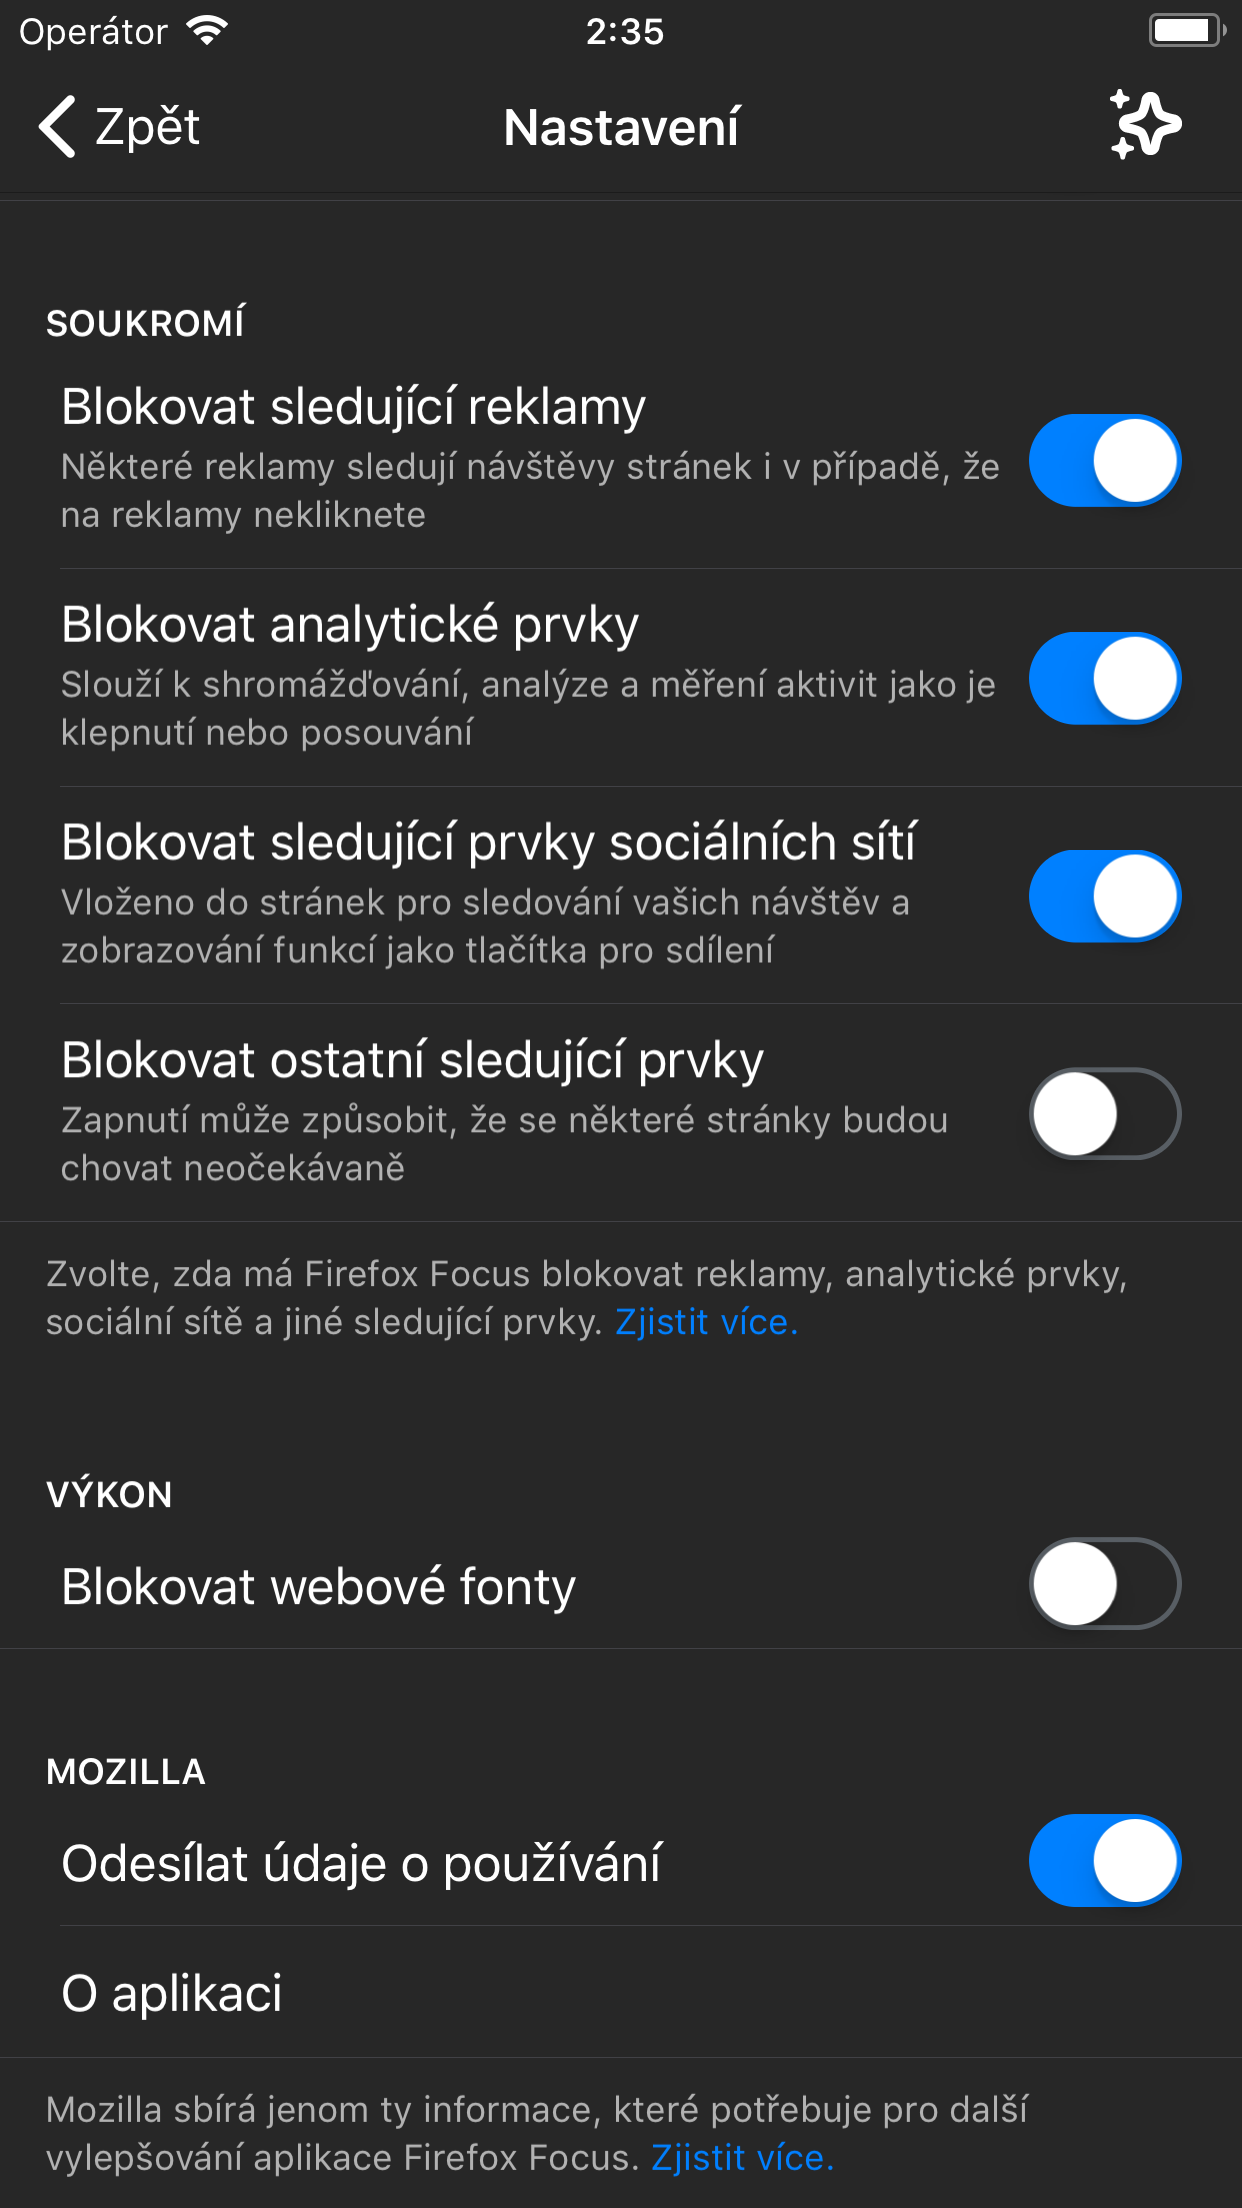 Operátor
2:35
Zpět
Nastavení
SOUKROMÍ
Blokovat sledující reklamy
Některé reklamy sledují návštěvy stránek i v případě, že
na reklamy nekliknete
Blokovat analytické prvky
Slouží k shromážďování, analýze a měření aktivit jako je
klepnutí nebo posouvání
Blokovat sledující prvky sociálních sítí
Vloženo do stránek pro sledování vašich návštěv a
zobrazování funkcí jako tlačítka pro sdílení
Blokovat ostatní sledující prvky
Zapnutí může způsobit, že se některé stránky budou
chovat neočekávaně
Zvolte, zda má Firefox Focus blokovat reklamy, analytické prvky,
sociální sítě a jiné sledující prvky. Zjistit více.
VÝKON
Blokovat webové fonty
MOZILLA
Odesílat údaje o používání
O aplikaci
Mozilla sbírá jenom ty informace, které potřebuje pro další
vylepšování aplikace Firefox Focus. Zjistit více.